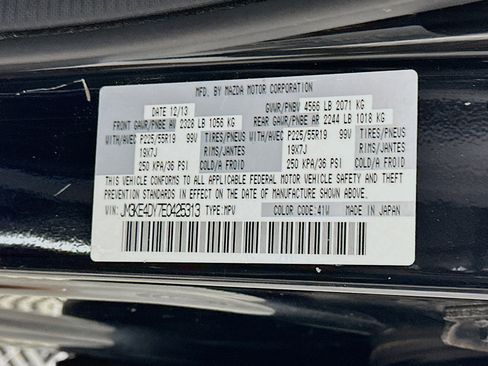 MFD. BY MAZDA MOTOR CORPORATION
DATE 12/13 GVWR/PNBV 4566 LB 2071 KG
FRONT GAWR/PNBE AV 2328 LB 1056 KG REAR GAWR/PNBE AR 2244 LB 1018 KG
WITH/AVEC P225/55R19 99V TIRES/PNEUS WITH/AVEC P225/55R19 99V TIRES/PNEUS
19X7J RIMS/JANTES 19X7J RIMS/JANTES
250 KPA/36 PSI COLD/A FROID 250 KPA/36 PSI COLD/A FROID
THIS VEHICLE CONFORMS TO ALL APPLICABLE FEDERAL MOTOR VEHICLE SAFETY AND THEFT
PREVENTION STANDARDS IN EFFECT ON THE DATE OF MANUFACTURE SHOWN ABOVE.
VIN: JM3KE4DY7E0425313 TYPE:MPV COLOR CODE:41W MADE IN JAPAN